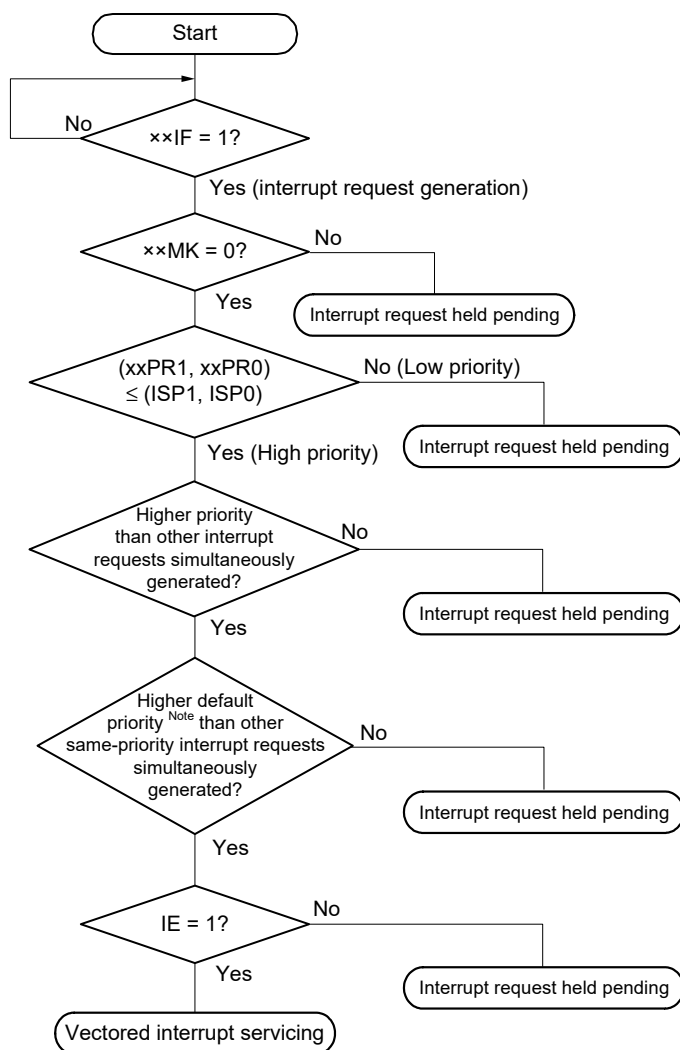 Start
No
××IF = 1?
Yes (interrupt request generation)
××MK = 0?
No
Yes
Interrupt request held pending
(xxPR1, xxPR0)
≤ (ISP1, ISP0)
No (Low priority)
Interrupt request held pending
Yes (High priority)
Higher priority
than other interrupt
requests simultaneously
generated?
No
Interrupt request held pending
Yes
Higher default
priority Note than other
same-priority interrupt requests
simultaneously
generated?
No
Interrupt request held pending
Yes
IE = 1?
No
Yes
Interrupt request held pending
Vectored interrupt servicing